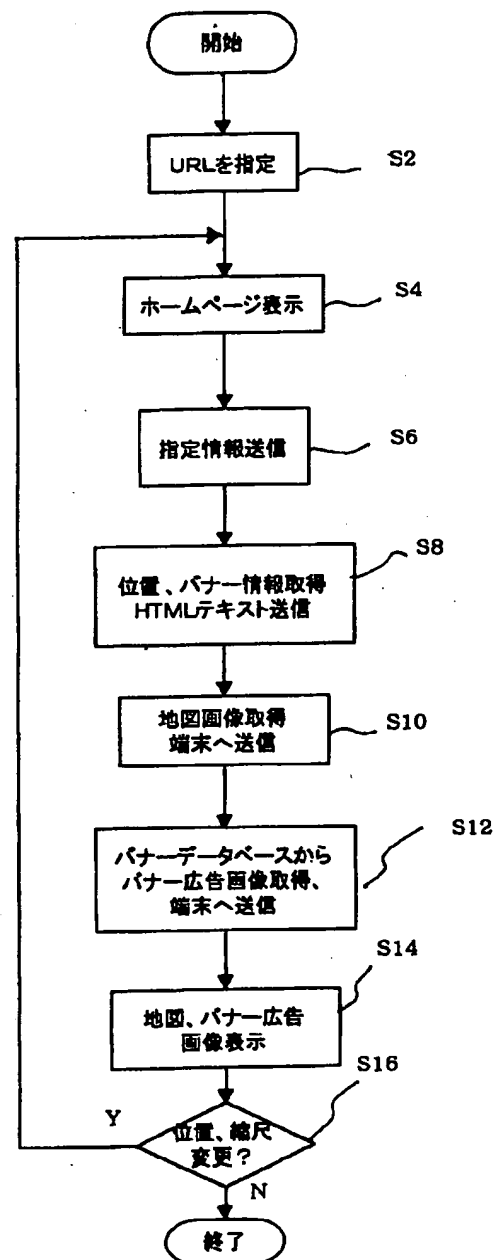 開始
URLを指定
S2
ホームページ表示
S4
指定情報送信
S6
位置、バナー情報取得
HTMLテキスト送信
S8
地図画像取得
端末へ送信
S10
バナーデータベースから
バナー広告画像取得、
端末へ送信
S12
地図、バナー広告
画像表示
S14
位置、縮尺
変更？
S16
Y
N
終了